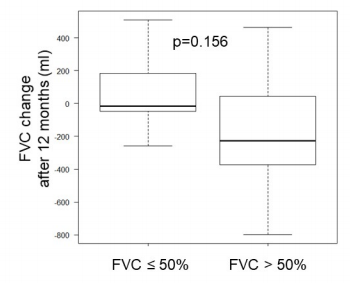 p=0.156
FVC change
after 12 months (ml)
400
200
0
-200
-400
-600
-800
FVC ≤ 50%
FVC > 50%